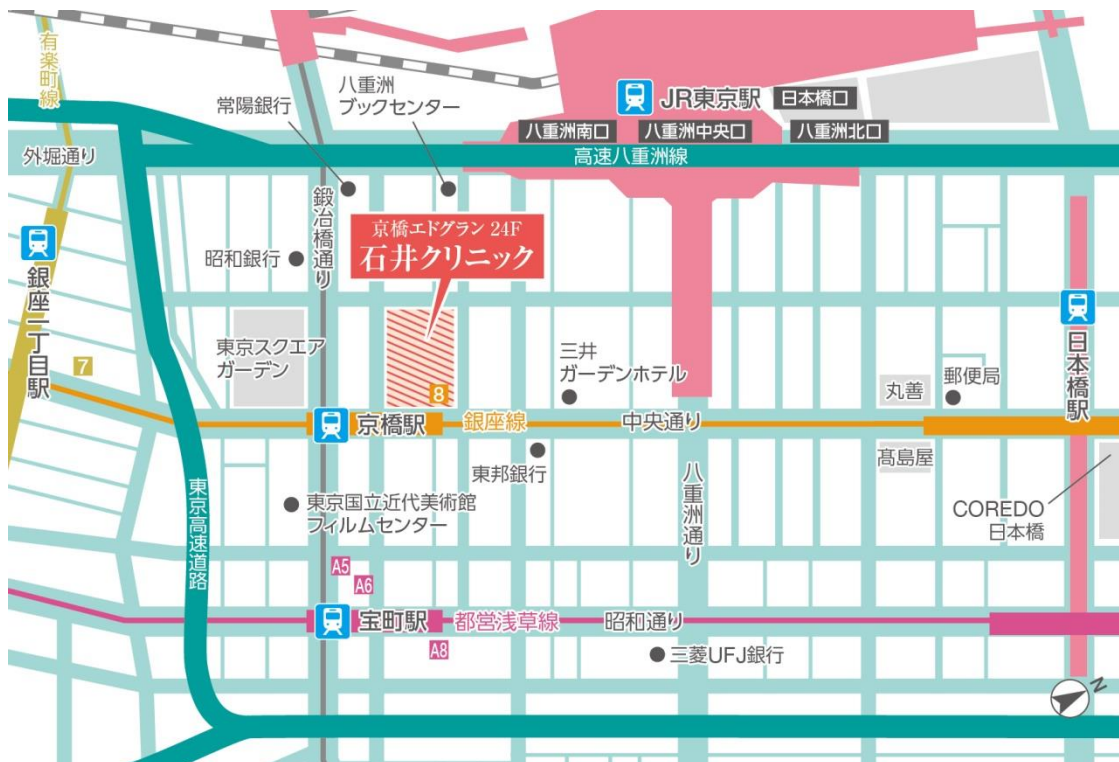 有楽町線
常陽銀行
八重洲
ブックセンター
JR東京駅
日本橋口
八重洲南口
八重洲中央口
八重洲北口
外堀通り
高速八重洲線
鍛冶橋通り
京橋エドグラン 24F
石井クリニック
昭和銀行
銀座一丁目駅
7
東京スクエア
ガーデン
8
三井
ガーデンホテル
丸善
郵便局
日本橋駅
京橋駅
銀座線
中央通り
東邦銀行
髙島屋
八重洲通り
COREDO
日本橋
東京高速道路
東京国立近代美術館
フィルムセンター
A5
A6
宝町駅
都営浅草線
昭和通り
A8
三菱UFJ銀行
N